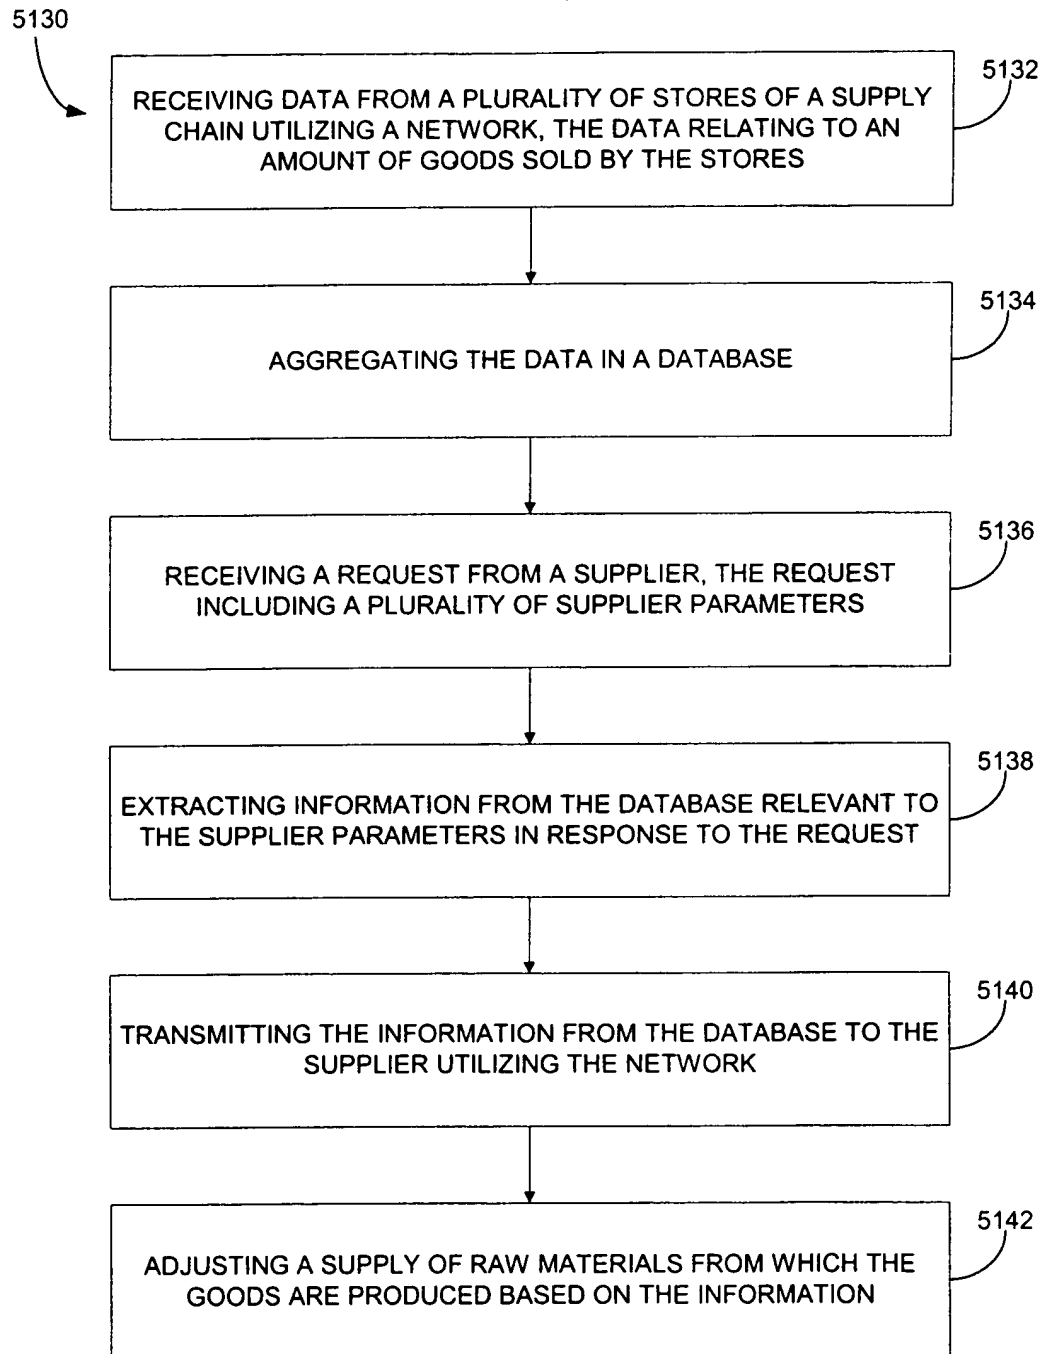 5130
5132
RECEIVING DATA FROM A PLURALITY OF STORES OF A SUPPLY
CHAIN UTILIZING A NETWORK, THE DATA RELATING TO AN
AMOUNT OF GOODS SOLD BY THE STORES
5134
AGGREGATING THE DATA IN A DATABASE
5136
RECEIVING A REQUEST FROM A SUPPLIER, THE REQUEST
INCLUDING A PLURALITY OF SUPPLIER PARAMETERS
5138
EXTRACTING INFORMATION FROM THE DATABASE RELEVANT TO
THE SUPPLIER PARAMETERS IN RESPONSE TO THE REQUEST
5140
TRANSMITTING THE INFORMATION FROM THE DATABASE TO THE
SUPPLIER UTILIZING THE NETWORK
5142
ADJUSTING A SUPPLY OF RAW MATERIALS FROM WHICH THE
GOODS ARE PRODUCED BASED ON THE INFORMATION